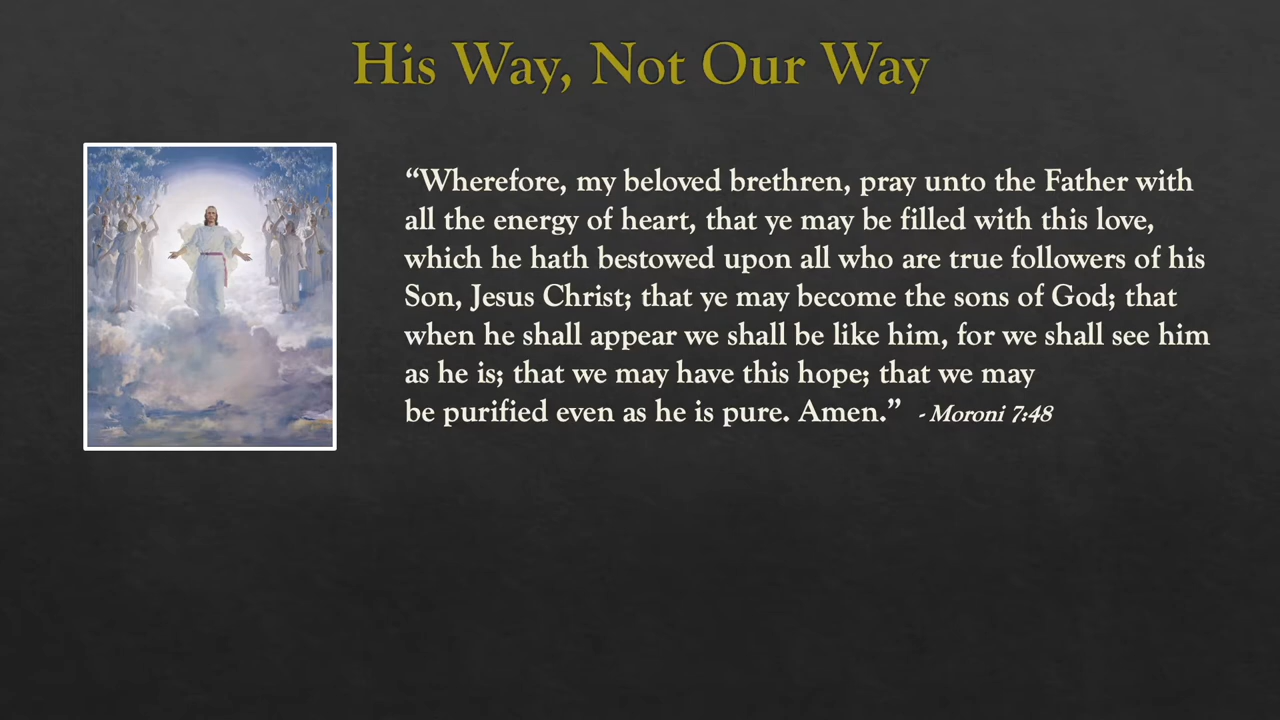 His Way, Not Our Way
“Wherefore, my beloved brethren, pray unto the Father with
all the energy of heart, that ye may be filled with this love,
which he hath bestowed upon all who are true followers of his
Son, Jesus Christ; that ye may become the sons of God; that
when he shall appear we shall be like him, for we shall see him
as he is; that we may have this hope; that we may
be purified even as he is pure. Amen.” - Moroni 7:48